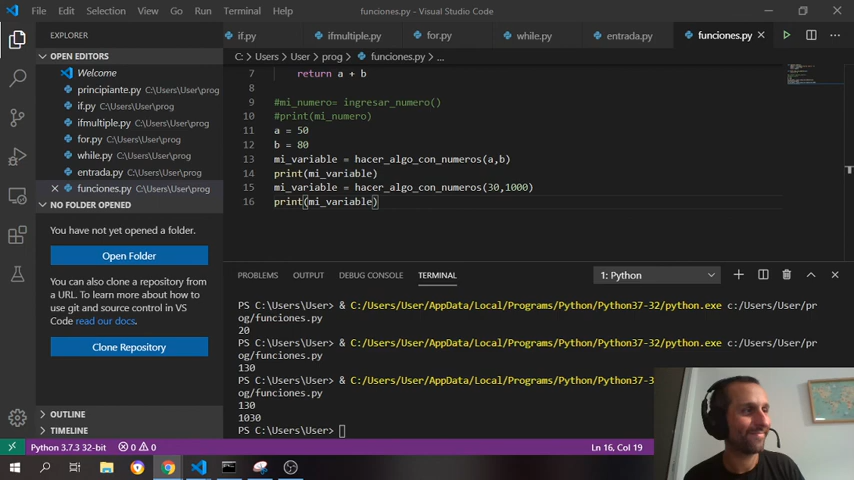 File Edit Selection View Go Run Terminal Help funciones.py - Visual Studio Code
EXPLORER
OPEN EDITORS
Welcome
principiante.py C:\Users\User\prog
if.py C:\Users\User\prog
ifmultiple.py C:\Users\User\prog
for.py C:\Users\User\prog
while.py C:\Users\User\prog
entrada.py C:\Users\User\prog
funciones.py C:\Users\User\prog
NO FOLDER OPENED
You have not yet opened a folder.
Open Folder
You can also clone a repository
from a URL. To learn more about how to
use git and source control in VS
Code read our docs.
Clone Repository
OUTLINE
TIMELINE
if.py ifmultiple.py for.py while.py entrada.py funciones.py
C: > Users > User > prog > funciones.py > ...
7 return a + b
8
9 #mi_numero= ingresar_numero()
10 #print(mi_numero)
11 a = 50
12 b = 80
13 mi_variable = hacer_algo_con_numeros(a,b)
14 print(mi_variable)
15 mi_variable = hacer_algo_con_numeros(30,1000)
16 print(mi_variable)
PROBLEMS OUTPUT DEBUG CONSOLE TERMINAL 1: Python
PS C:\Users\User> & C:/Users/User/AppData/Local/Programs/Python/Python37-32/python.exe c:/Users/User/pr
og/funciones.py
20
PS C:\Users\User> & C:/Users/User/AppData/Local/Programs/Python/Python37-32/python.exe c:/Users/User/pr
og/funciones.py
130
PS C:\Users\User> & C:/Users/User/AppData/Local/Programs/Python/Python37-3
og/funciones.py
130
1030
PS C:\Users\User>
Python 3.7.3 32-bit 0 0 Ln 16, Col 19